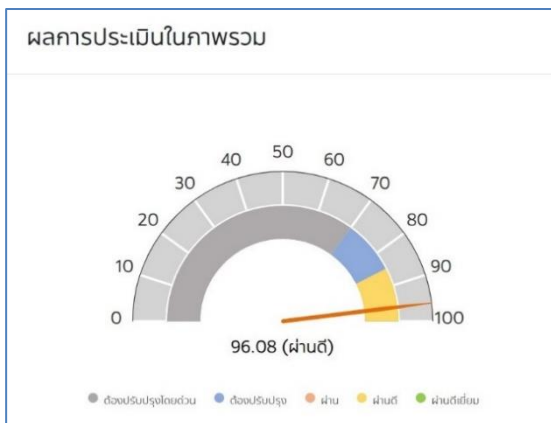 ผลการประเมินในภาพรวม
50
40 60
30 70
20 80
10 90
0 100
96.08 (ผ่านดี)
ต้องปรับปรุงโดยด่วน ต้องปรับปรุง ผ่าน ผ่านดี ผ่านดีเยี่ยม